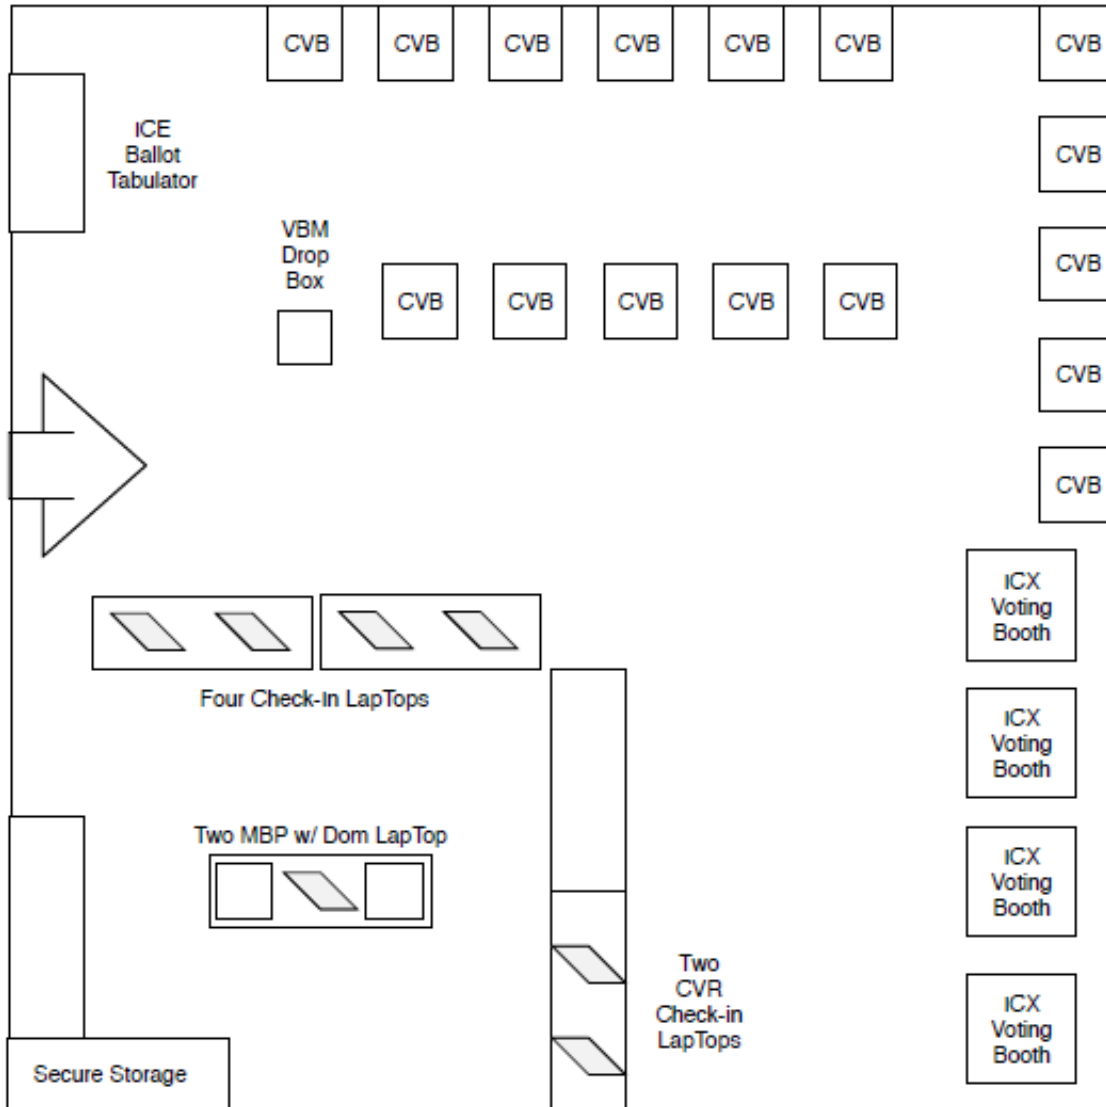 CVB CVB CVB CVB CVB CVB CVB
ICE
Ballot
Tabulator
CVB
VBM
Drop
Box
CVB
CVB CVB CVB CVB CVB
CVB
CVB
ICX
Voting
Booth
Four Check-in LapTops
ICX
Voting
Booth
Two MBP w/ Dom LapTop
ICX
Voting
Booth
Two
CVR
Check-in
LapTops
ICX
Voting
Booth
Secure Storage